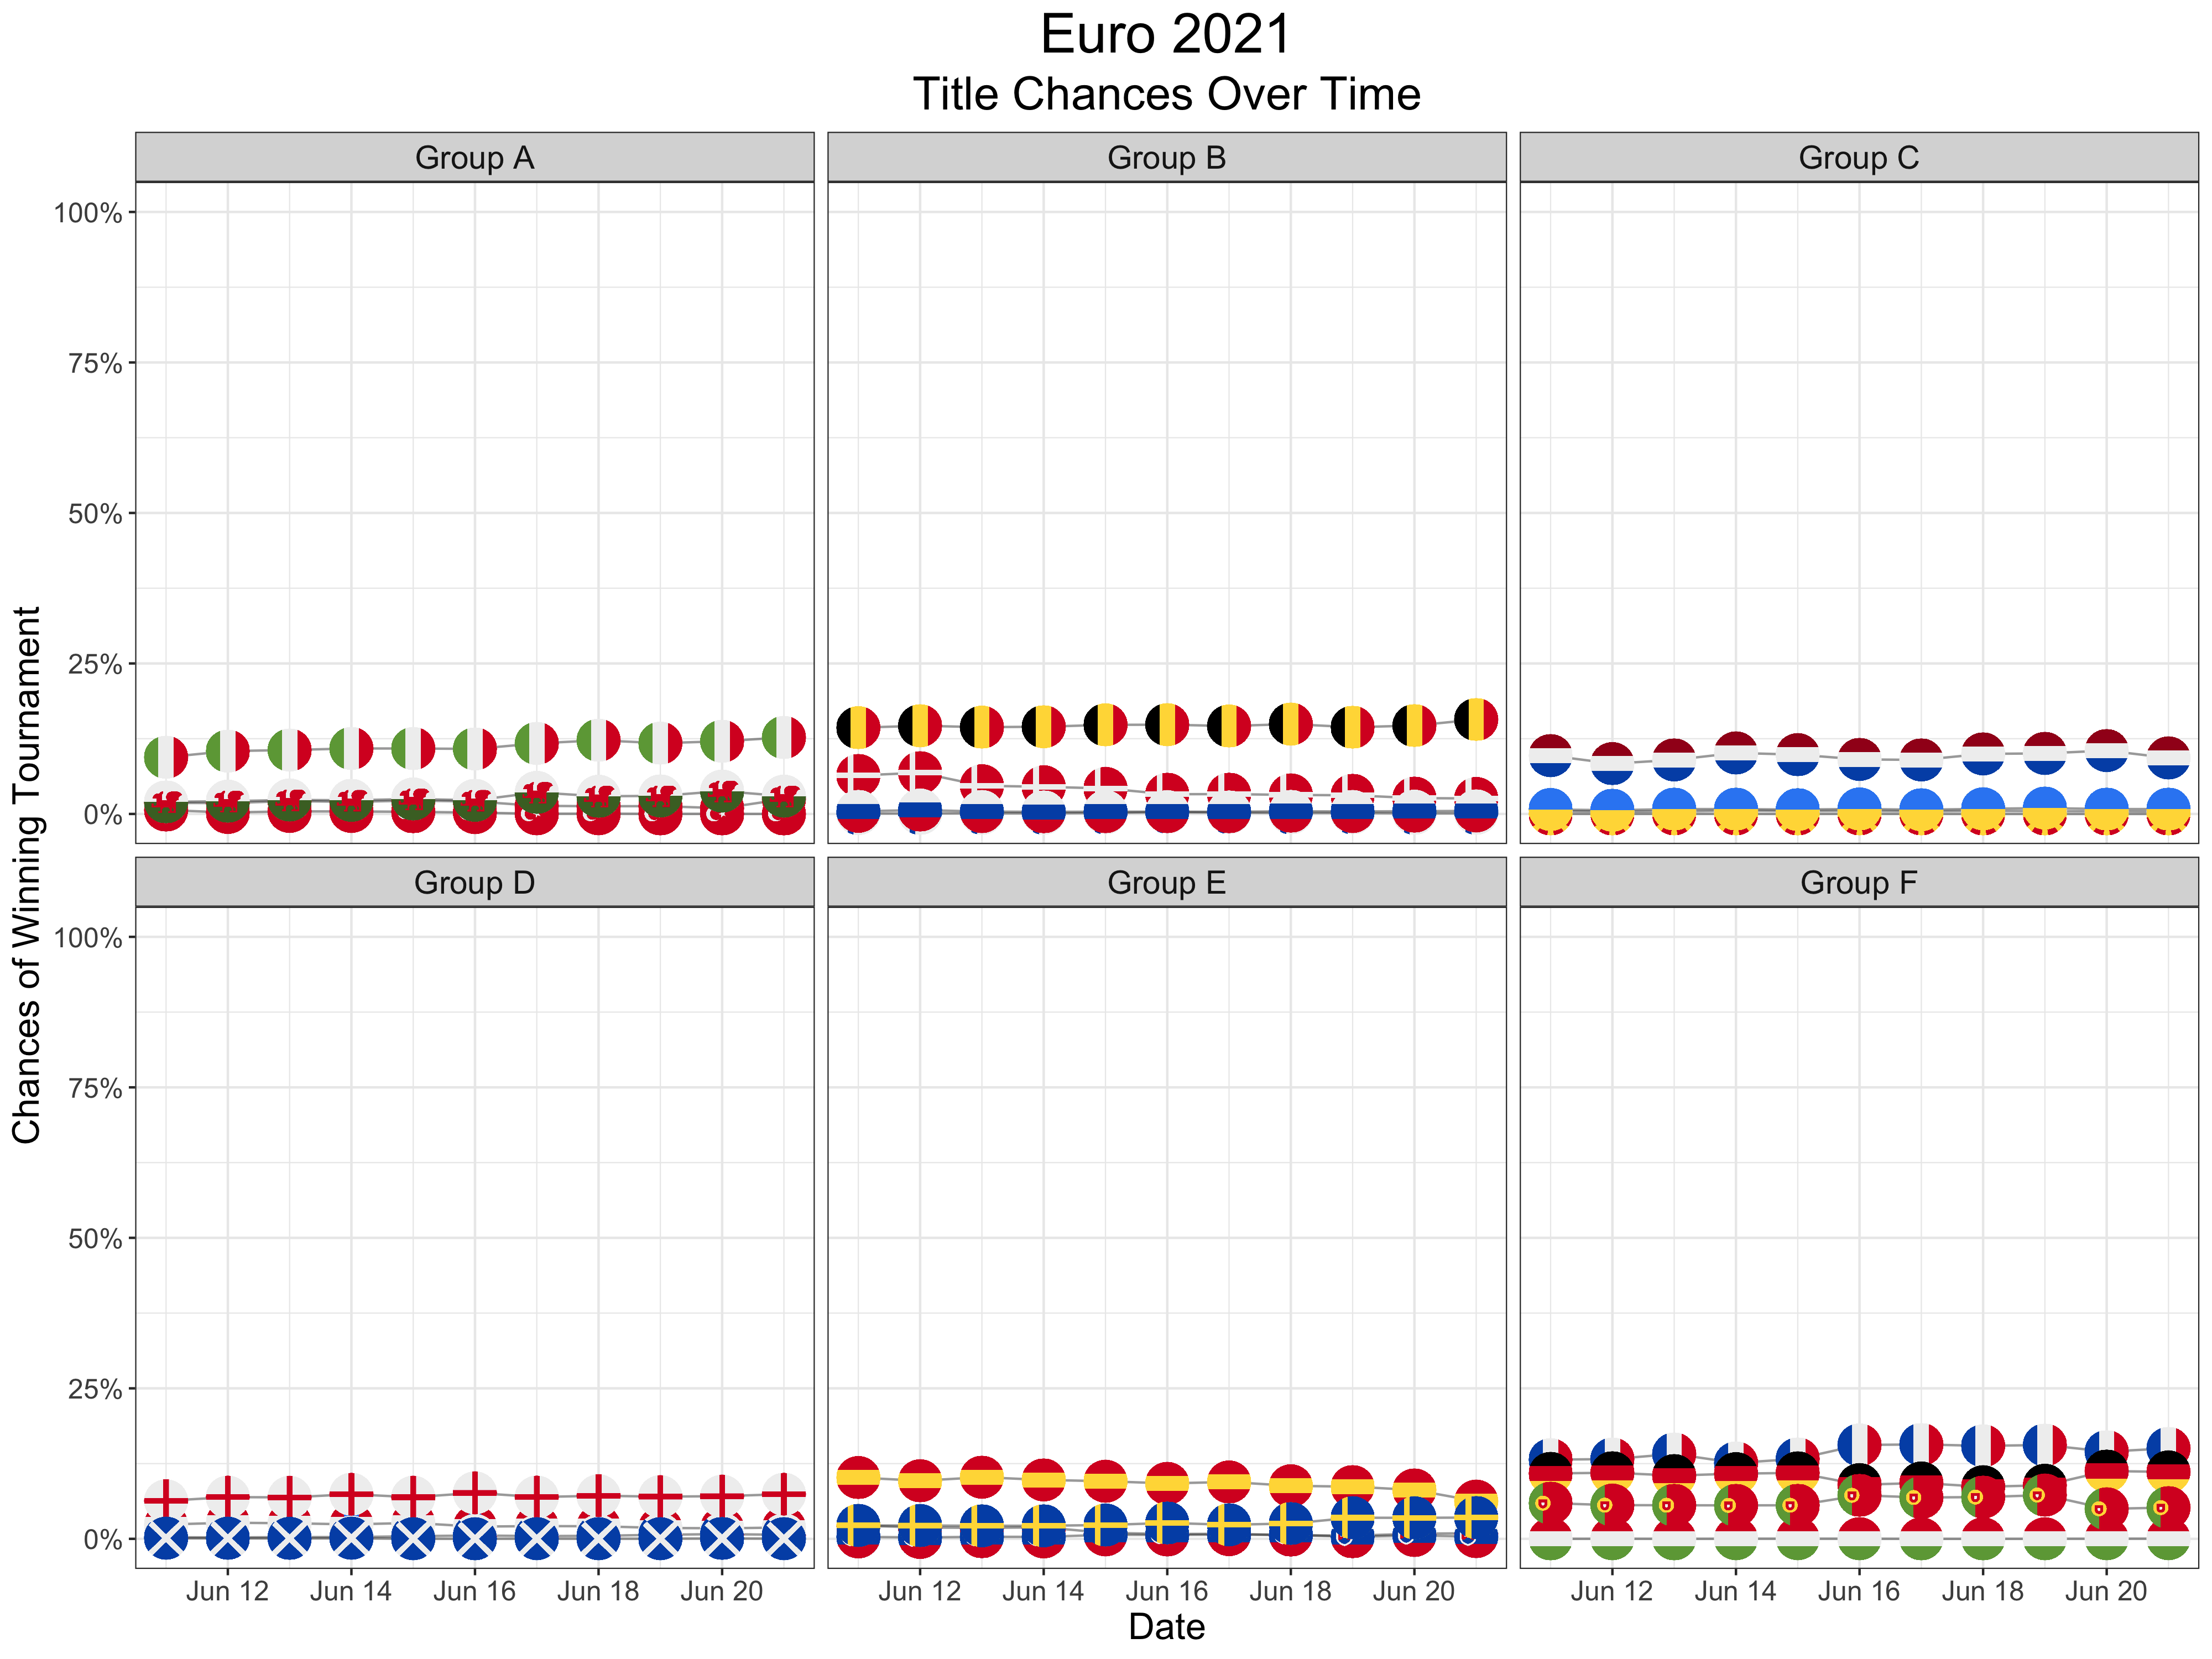 Euro 2021
Title Chances Over Time
Group A
Group B
Group C
100%
75%
50%
25%
0%
Group D
Group E
Group F
100%
75%
50%
25%
0%
Chances of Winning Tournament
Jun 12 Jun 14 Jun 16 Jun 18 Jun 20
Jun 12 Jun 14 Jun 16 Jun 18 Jun 20
Jun 12 Jun 14 Jun 16 Jun 18 Jun 20
Date